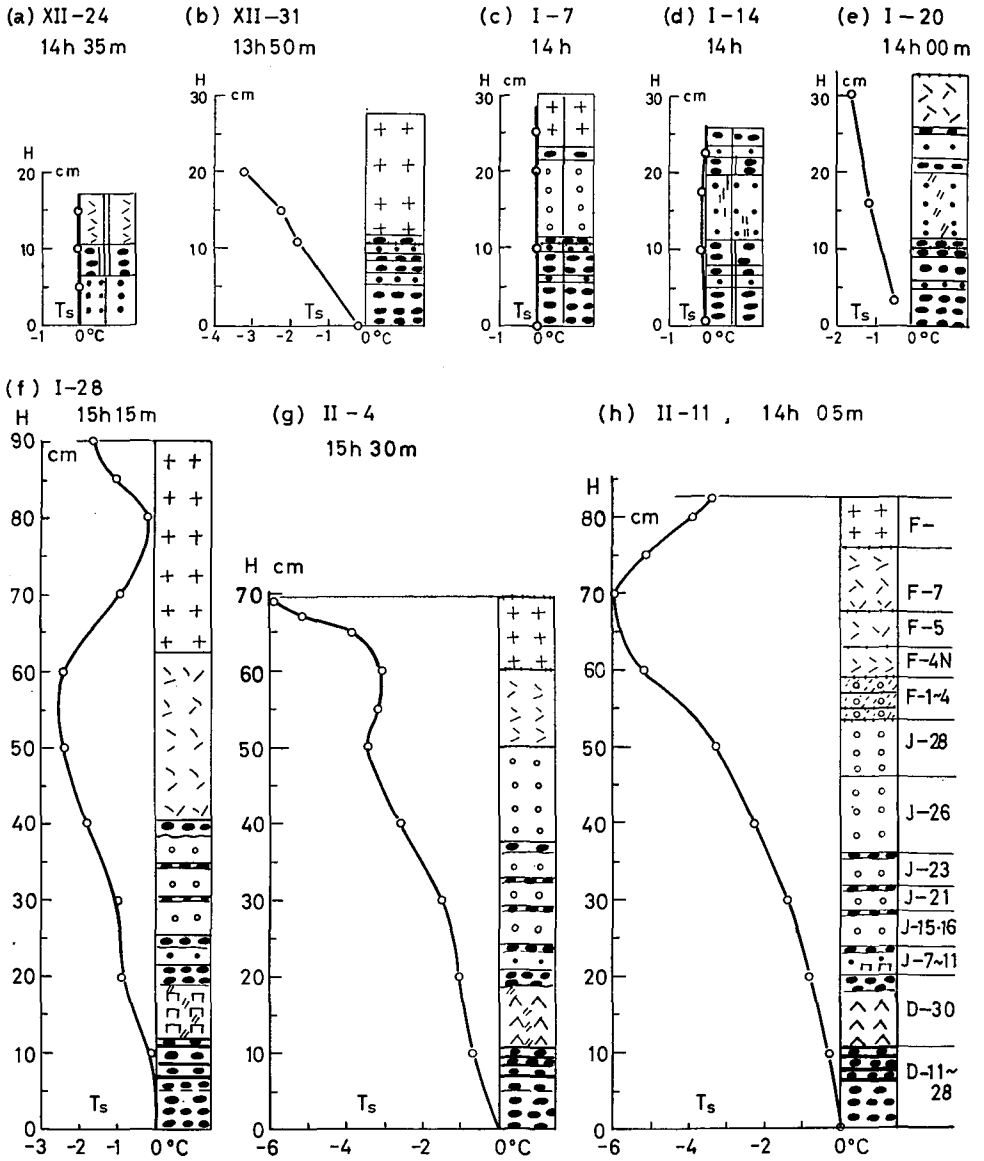 (a) XII-24
14h 35m
H
cm
20
10
0
Ts
-1 0°C
(b) XII-31
13h50m
H
cm
30
20
10
0
Ts
-4 -3 -2 -1 0°C
(c) I-7
14h
H
cm
30
20
10
0
Ts
-1 0°C
(d) I-14
14h
H
cm
30
20
10
0
Ts
-1 0°C
(e) I-20
14h00m
H
cm
30
20
10
0
Ts
-2 -1 0°C
(f) I-28
15h 15m
H
90
cm
80
70
60
50
40
30
20
10
0
Ts
-3 -2 -1 0°C
(g) II-4
15h 30m
H cm
70
60
50
40
30
20
10
0
Ts
-6 -4 -2 0°C
(h) II-11, 14h 05m
H
80
cm
70
60
50
40
30
20
10
0
Ts
-6 -4 -2 0°C
F-
F-7
F-5
F-4N
F-1~4
J-28
J-26
J-23
J-21
J-15·16
J-7~11
D-30
D-11~
28